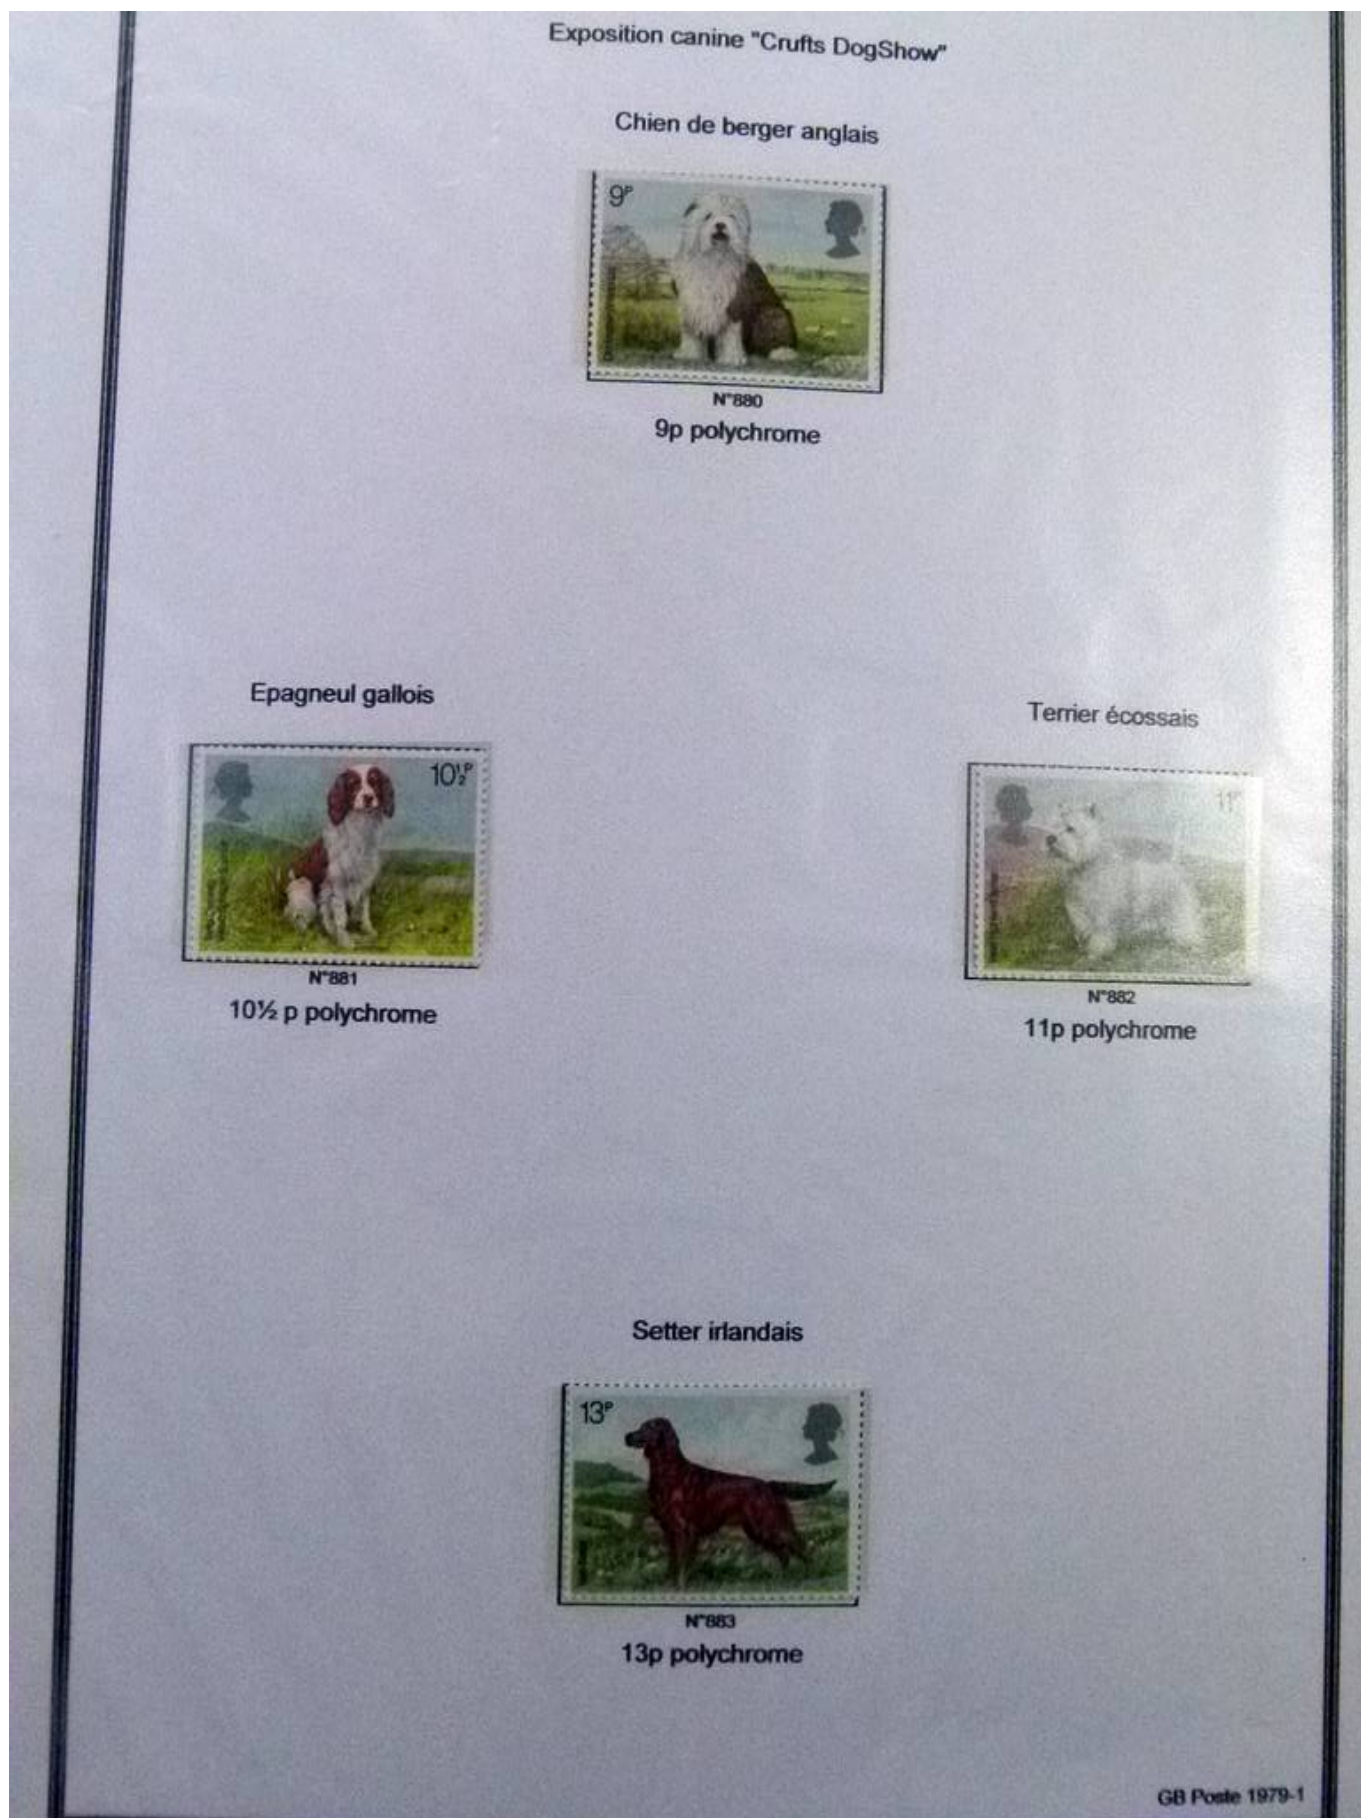 Exposition canine "Crufts DogShow"
Chien de berger anglais
9P
N°880
9p polychrome
Epagneul gallois
10½P
N°881
10½ p polychrome
Terrier écossais
11P
N°882
11p polychrome
Setter irlandais
13P
N°883
13p polychrome
GB Poste 1979-1